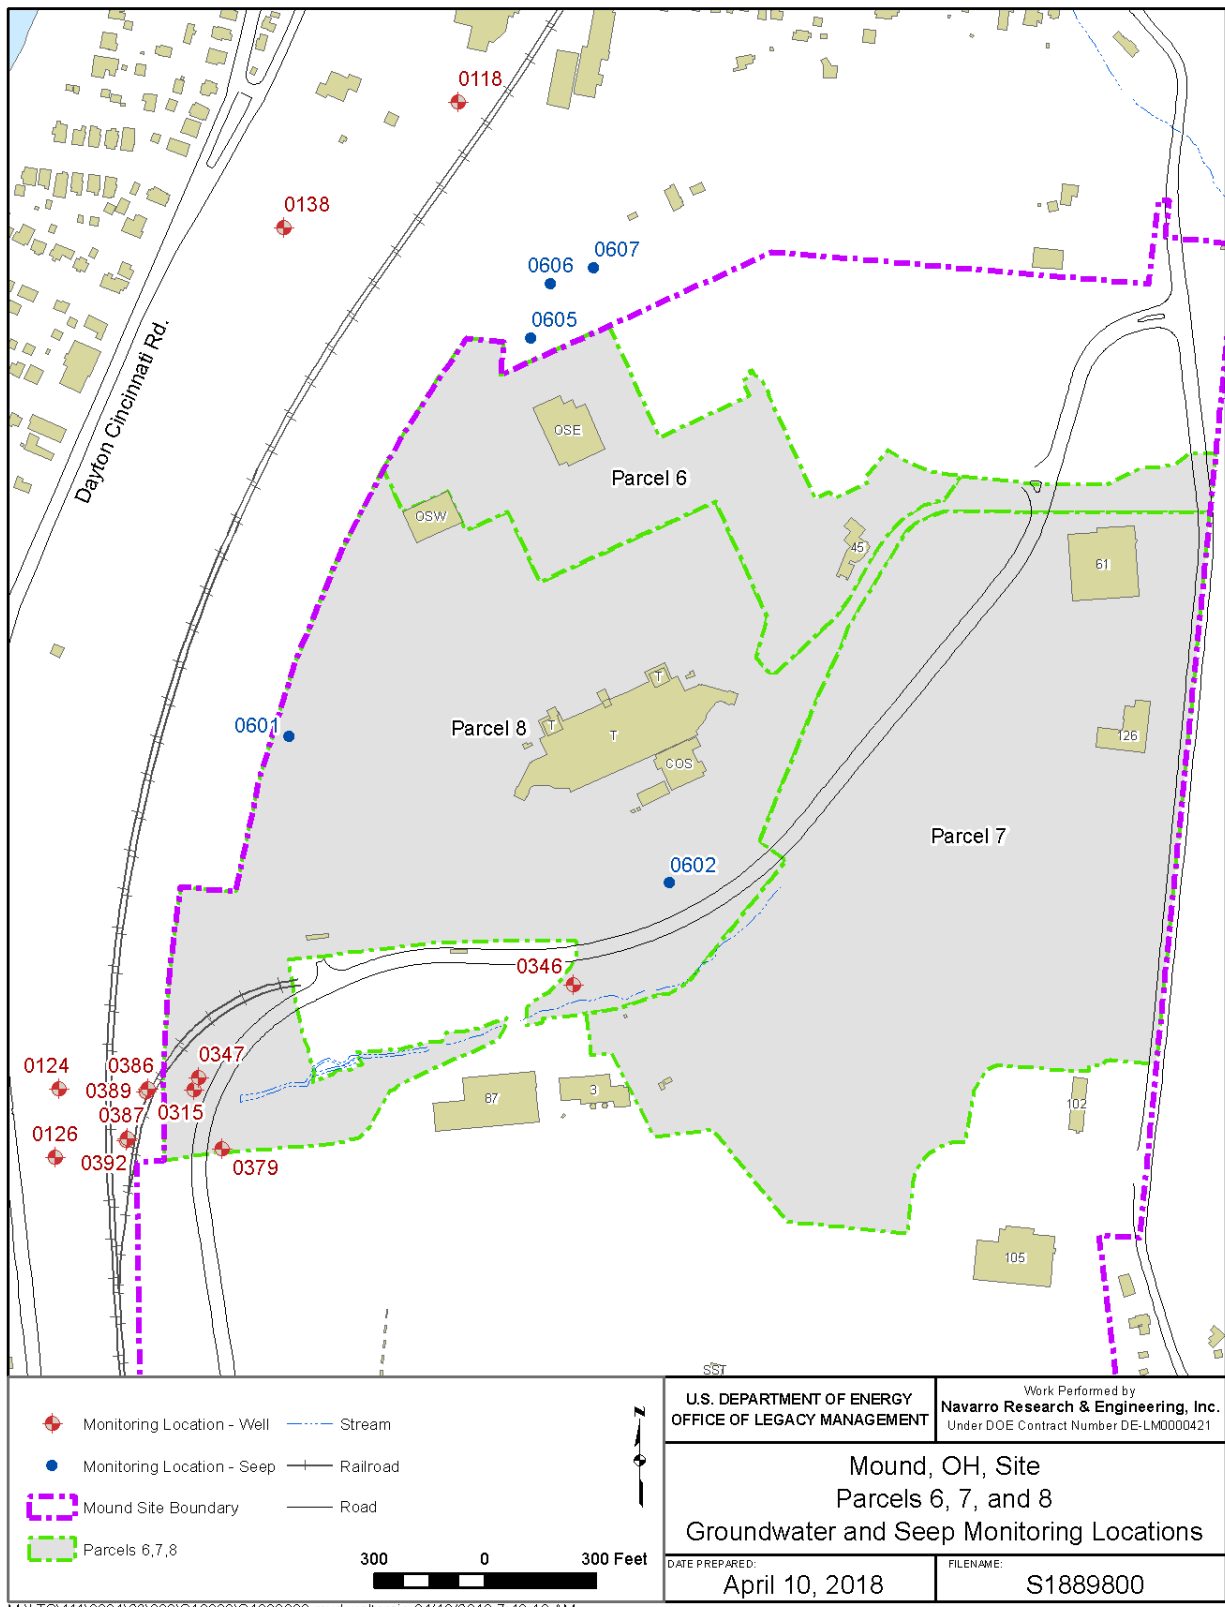 0118
0138
0607
0606
0605
Dayton Cincinnati Rd.
OSE
Parcel 6
OSW
45
61
0601
Parcel 8
T
T
T
COS
126
Parcel 7
0602
0346
0347
0124
0386
0389
0387
0315
0126
0392
0379
87
3
102
105
SST
Monitoring Location - Well
Stream
Monitoring Location - Seep
Railroad
Mound Site Boundary
Road
Parcels 6,7,8
N
300 0 300 Feet
U.S. DEPARTMENT OF ENERGY
OFFICE OF LEGACY MANAGEMENT
Work Performed by
Navarro Research & Engineering, Inc.
Under DOE Contract Number DE-LM0000421
Mound, OH, Site
Parcels 6, 7, and 8
Groundwater and Seep Monitoring Locations
DATE PREPARED:
April 10, 2018
FILENAME:
S1889800